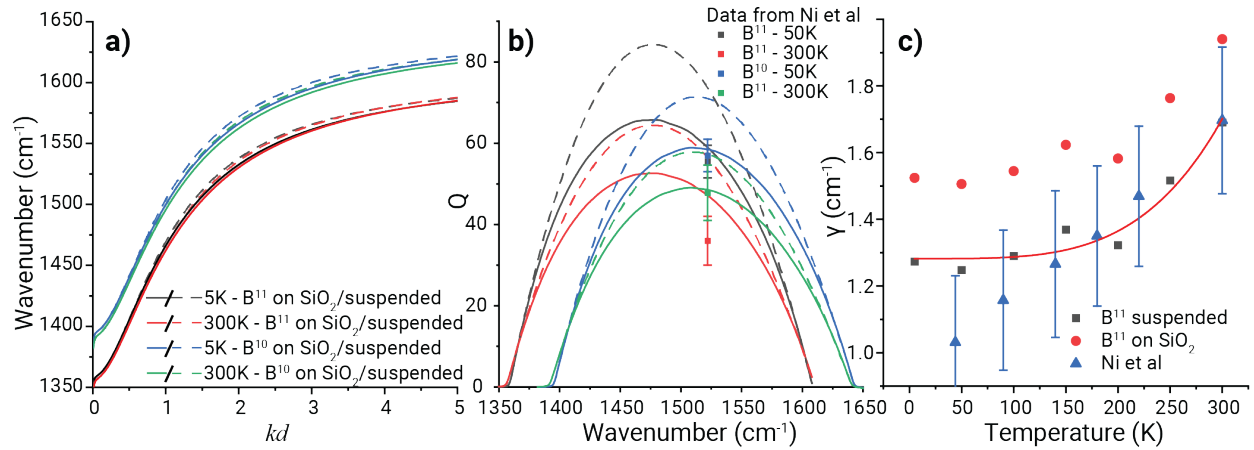 a)
Wavenumber (cm⁻¹)
1650
1600
1550
1500
1450
1400
1350
0
1
2
3
4
5
kd
5K - B¹¹ on SiO₂/suspended
300K - B¹¹ on SiO₂/suspended
5K - B¹⁰ on SiO₂/suspended
300K - B¹⁰ on SiO₂/suspended
b)
Q
80
60
40
20
0
1350
1400
1450
1500
1550
1600
1650
Wavenumber (cm⁻¹)
Data from Ni et al
B¹¹ - 50K
B¹¹ - 300K
B¹⁰ - 50K
B¹¹ - 300K
c)
γ (cm⁻¹)
1.8
1.6
1.4
1.2
1.0
0
50
100
150
200
250
300
Temperature (K)
B¹¹ suspended
B¹¹ on SiO₂
Ni et al